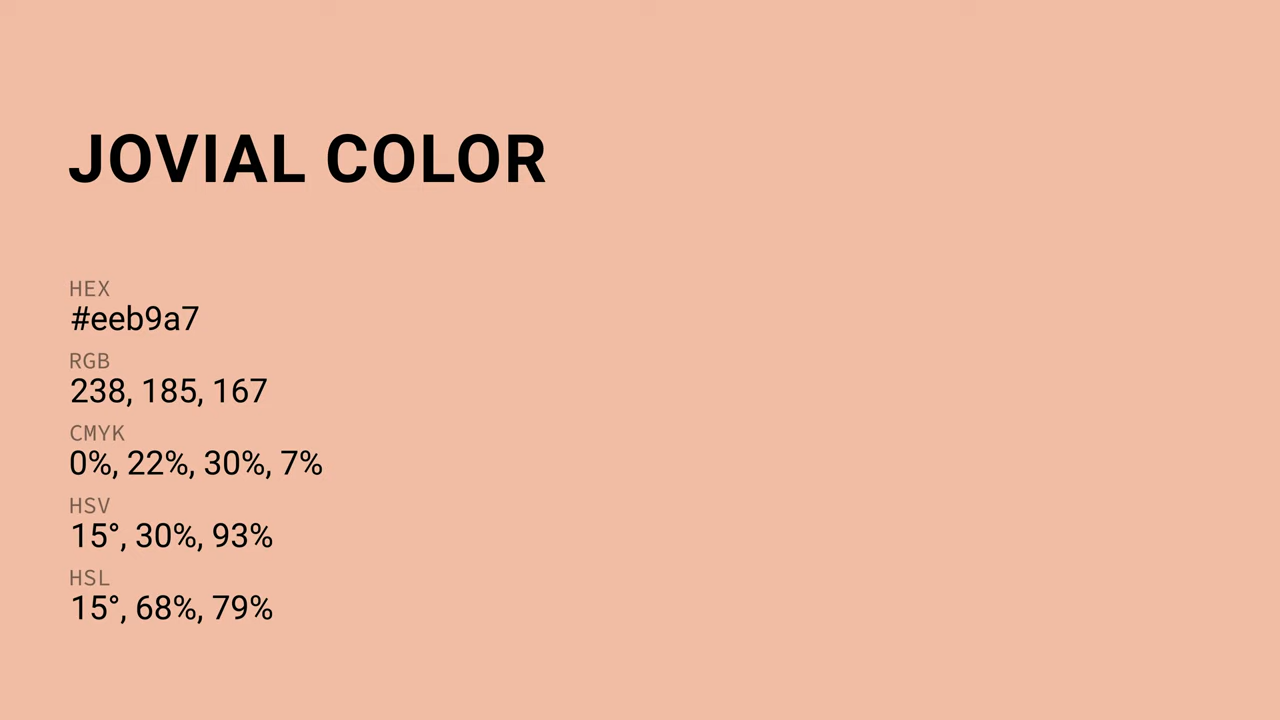 JOVIAL COLOR
HEX
#eeb9a7
RGB
238, 185, 167
CMYK
0%, 22%, 30%, 7%
HSV
15°, 30%, 93%
HSL
15°, 68%, 79%